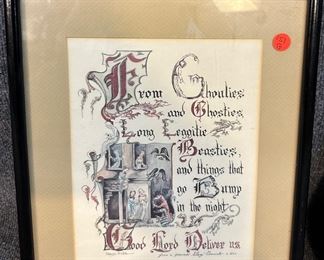 From Ghoulies
and Ghosties,
Long Leggitie
Beasties,
and things that
go Bump
in the night
Good Lord Deliver us